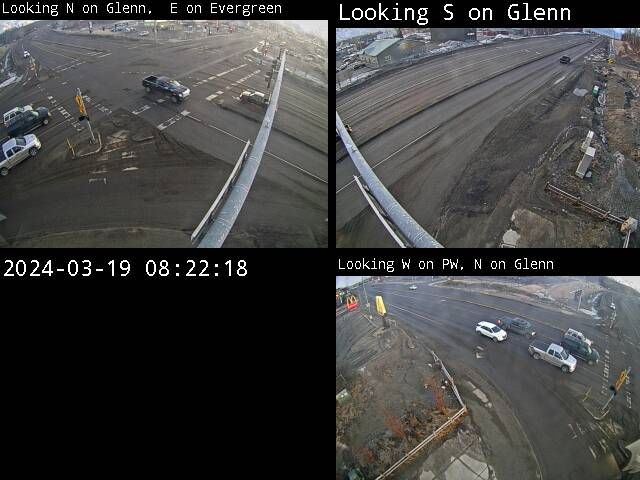 Looking N on Glenn,  E on Evergreen
Looking S on Glenn
2024-03-19 08:22:18
Looking W on PW, N on Glenn